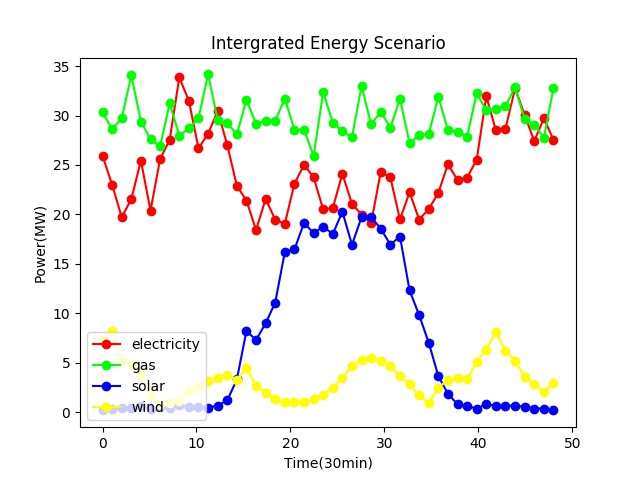 Intergrated Energy Scenario
Power(MW)
35
30
25
20
15
10
5
0
electricity
gas
solar
wind
0 10 20 30 40 50
Time(30min)